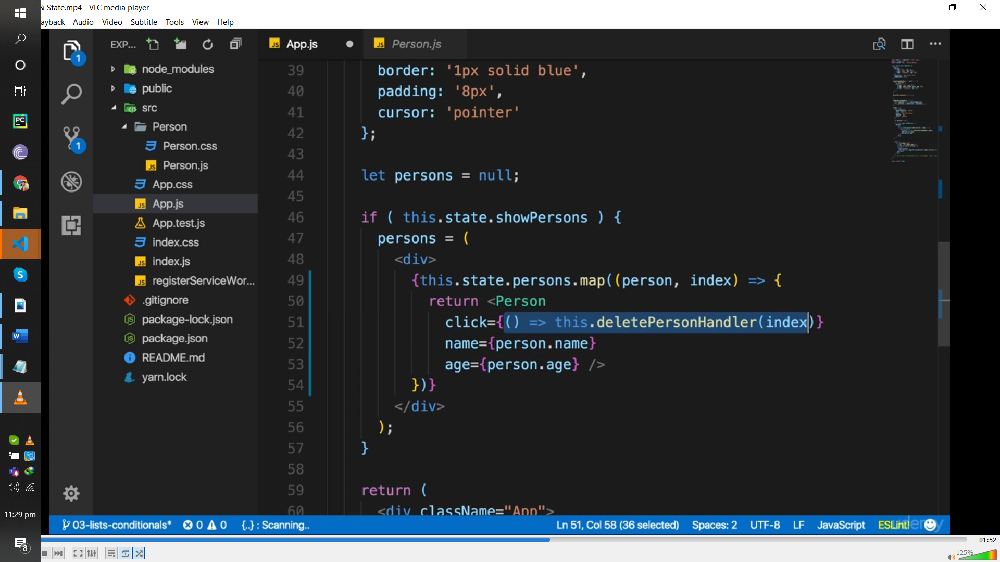 & State.mp4 - VLC media player
ayback Audio Video Subtitle Tools View Help
EXP...
App.js
Person.js
node_modules
public
src
Person
Person.css
Person.js
App.css
App.js
App.test.js
index.css
index.js
registerServiceWor...
.gitignore
package-lock.json
package.json
README.md
yarn.lock
1
1
39 border: '1px solid blue',
40 padding: '8px',
41 cursor: 'pointer'
42 };
43
44 let persons = null;
45
46 if ( this.state.showPersons ) {
47 persons = (
48 <div>
49 {this.state.persons.map((person, index) => {
50 return <Person
51 click={() => this.deletePersonHandler(index)}
52 name={person.name}
53 age={person.age} />
54 })}
55 </div>
56 );
57 }
58
59 return (
60 <div className="App">
03-lists-conditionals* 0 0 {..} : Scanning.. Ln 51, Col 58 (36 selected) Spaces: 2 UTF-8 LF JavaScript ESLint!
udemy
-01:52
125%
PC
S
W
11:29 pm
8